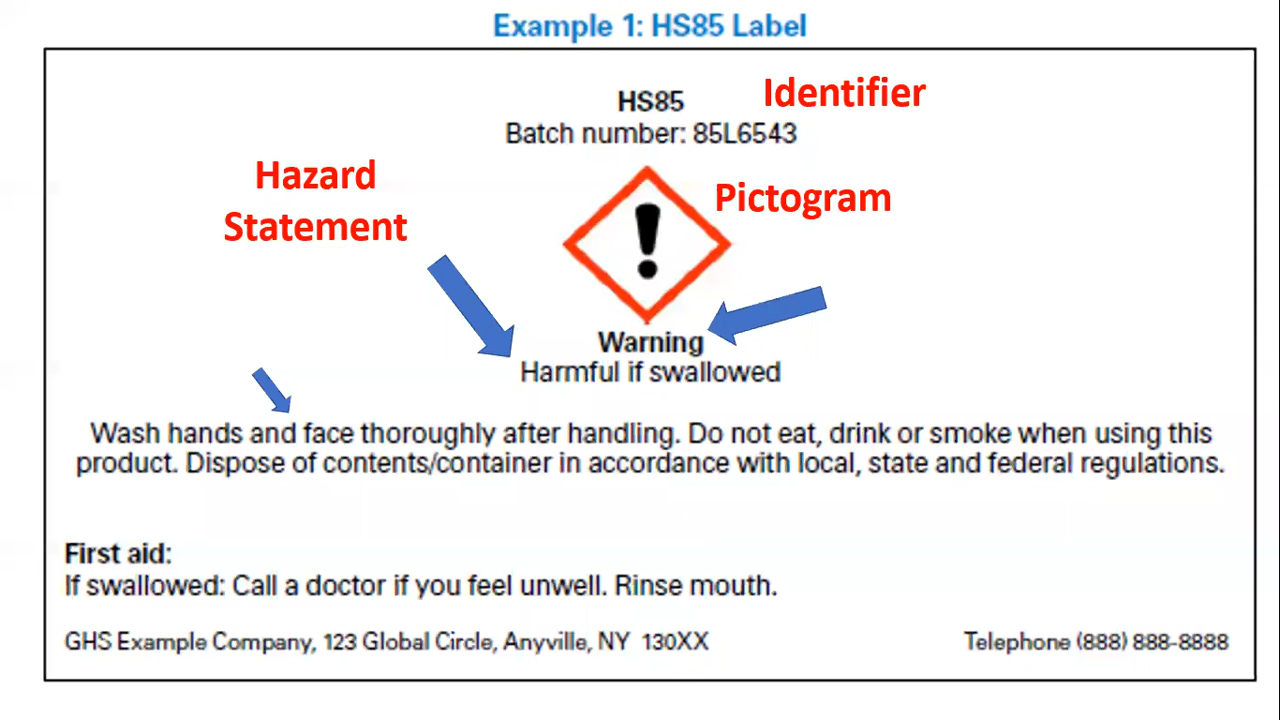 Example 1: HS85 Label
HS85
Identifier
Batch number: 85L6543
Hazard
Statement
Pictogram
Warning
Harmful if swallowed
Wash hands and face thoroughly after handling. Do not eat, drink or smoke when using this
product. Dispose of contents/container in accordance with local, state and federal regulations.
First aid:
If swallowed: Call a doctor if you feel unwell. Rinse mouth.
GHS Example Company, 123 Global Circle, Anyville, NY 130XX
Telephone (888) 888-8888